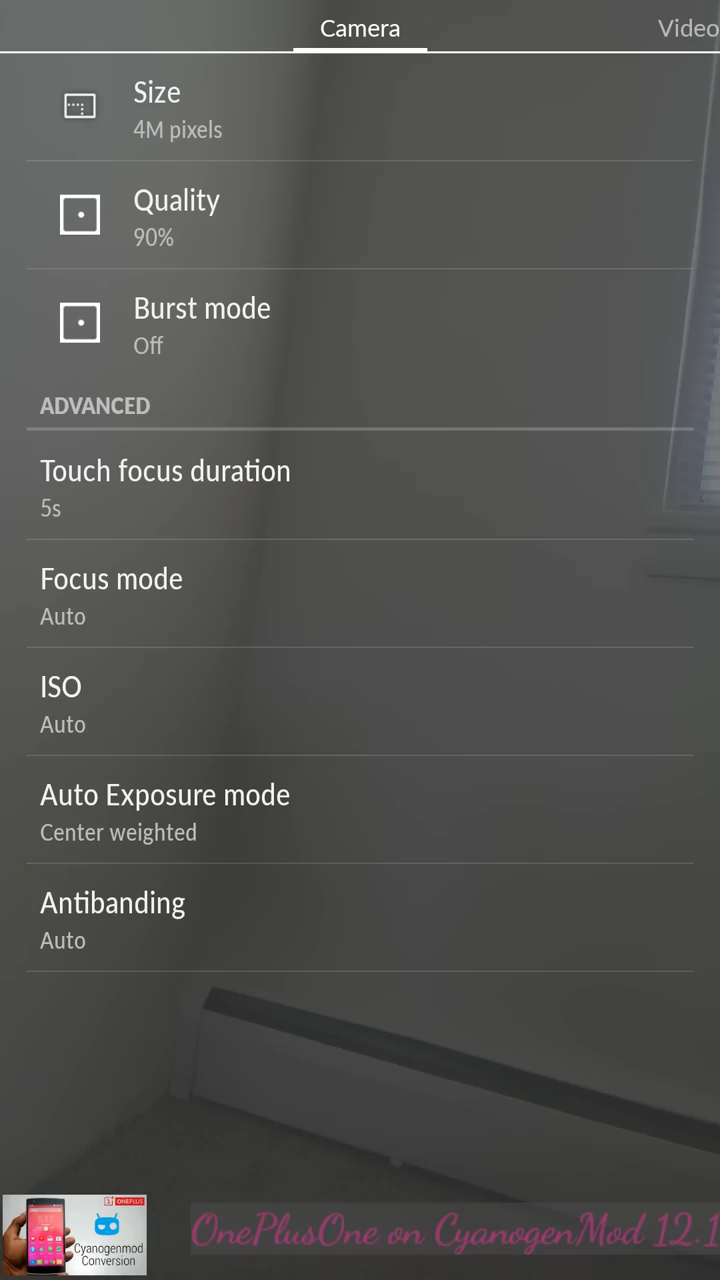 Camera
Video
Size
4M pixels
Quality
90%
Burst mode
Off
ADVANCED
Touch focus duration
5s
Focus mode
Auto
ISO
Auto
Auto Exposure mode
Center weighted
Antibanding
Auto
ONEPLUS
Cyanogenmod
Conversion
OnePlusOne on CyanogenMod 12.1